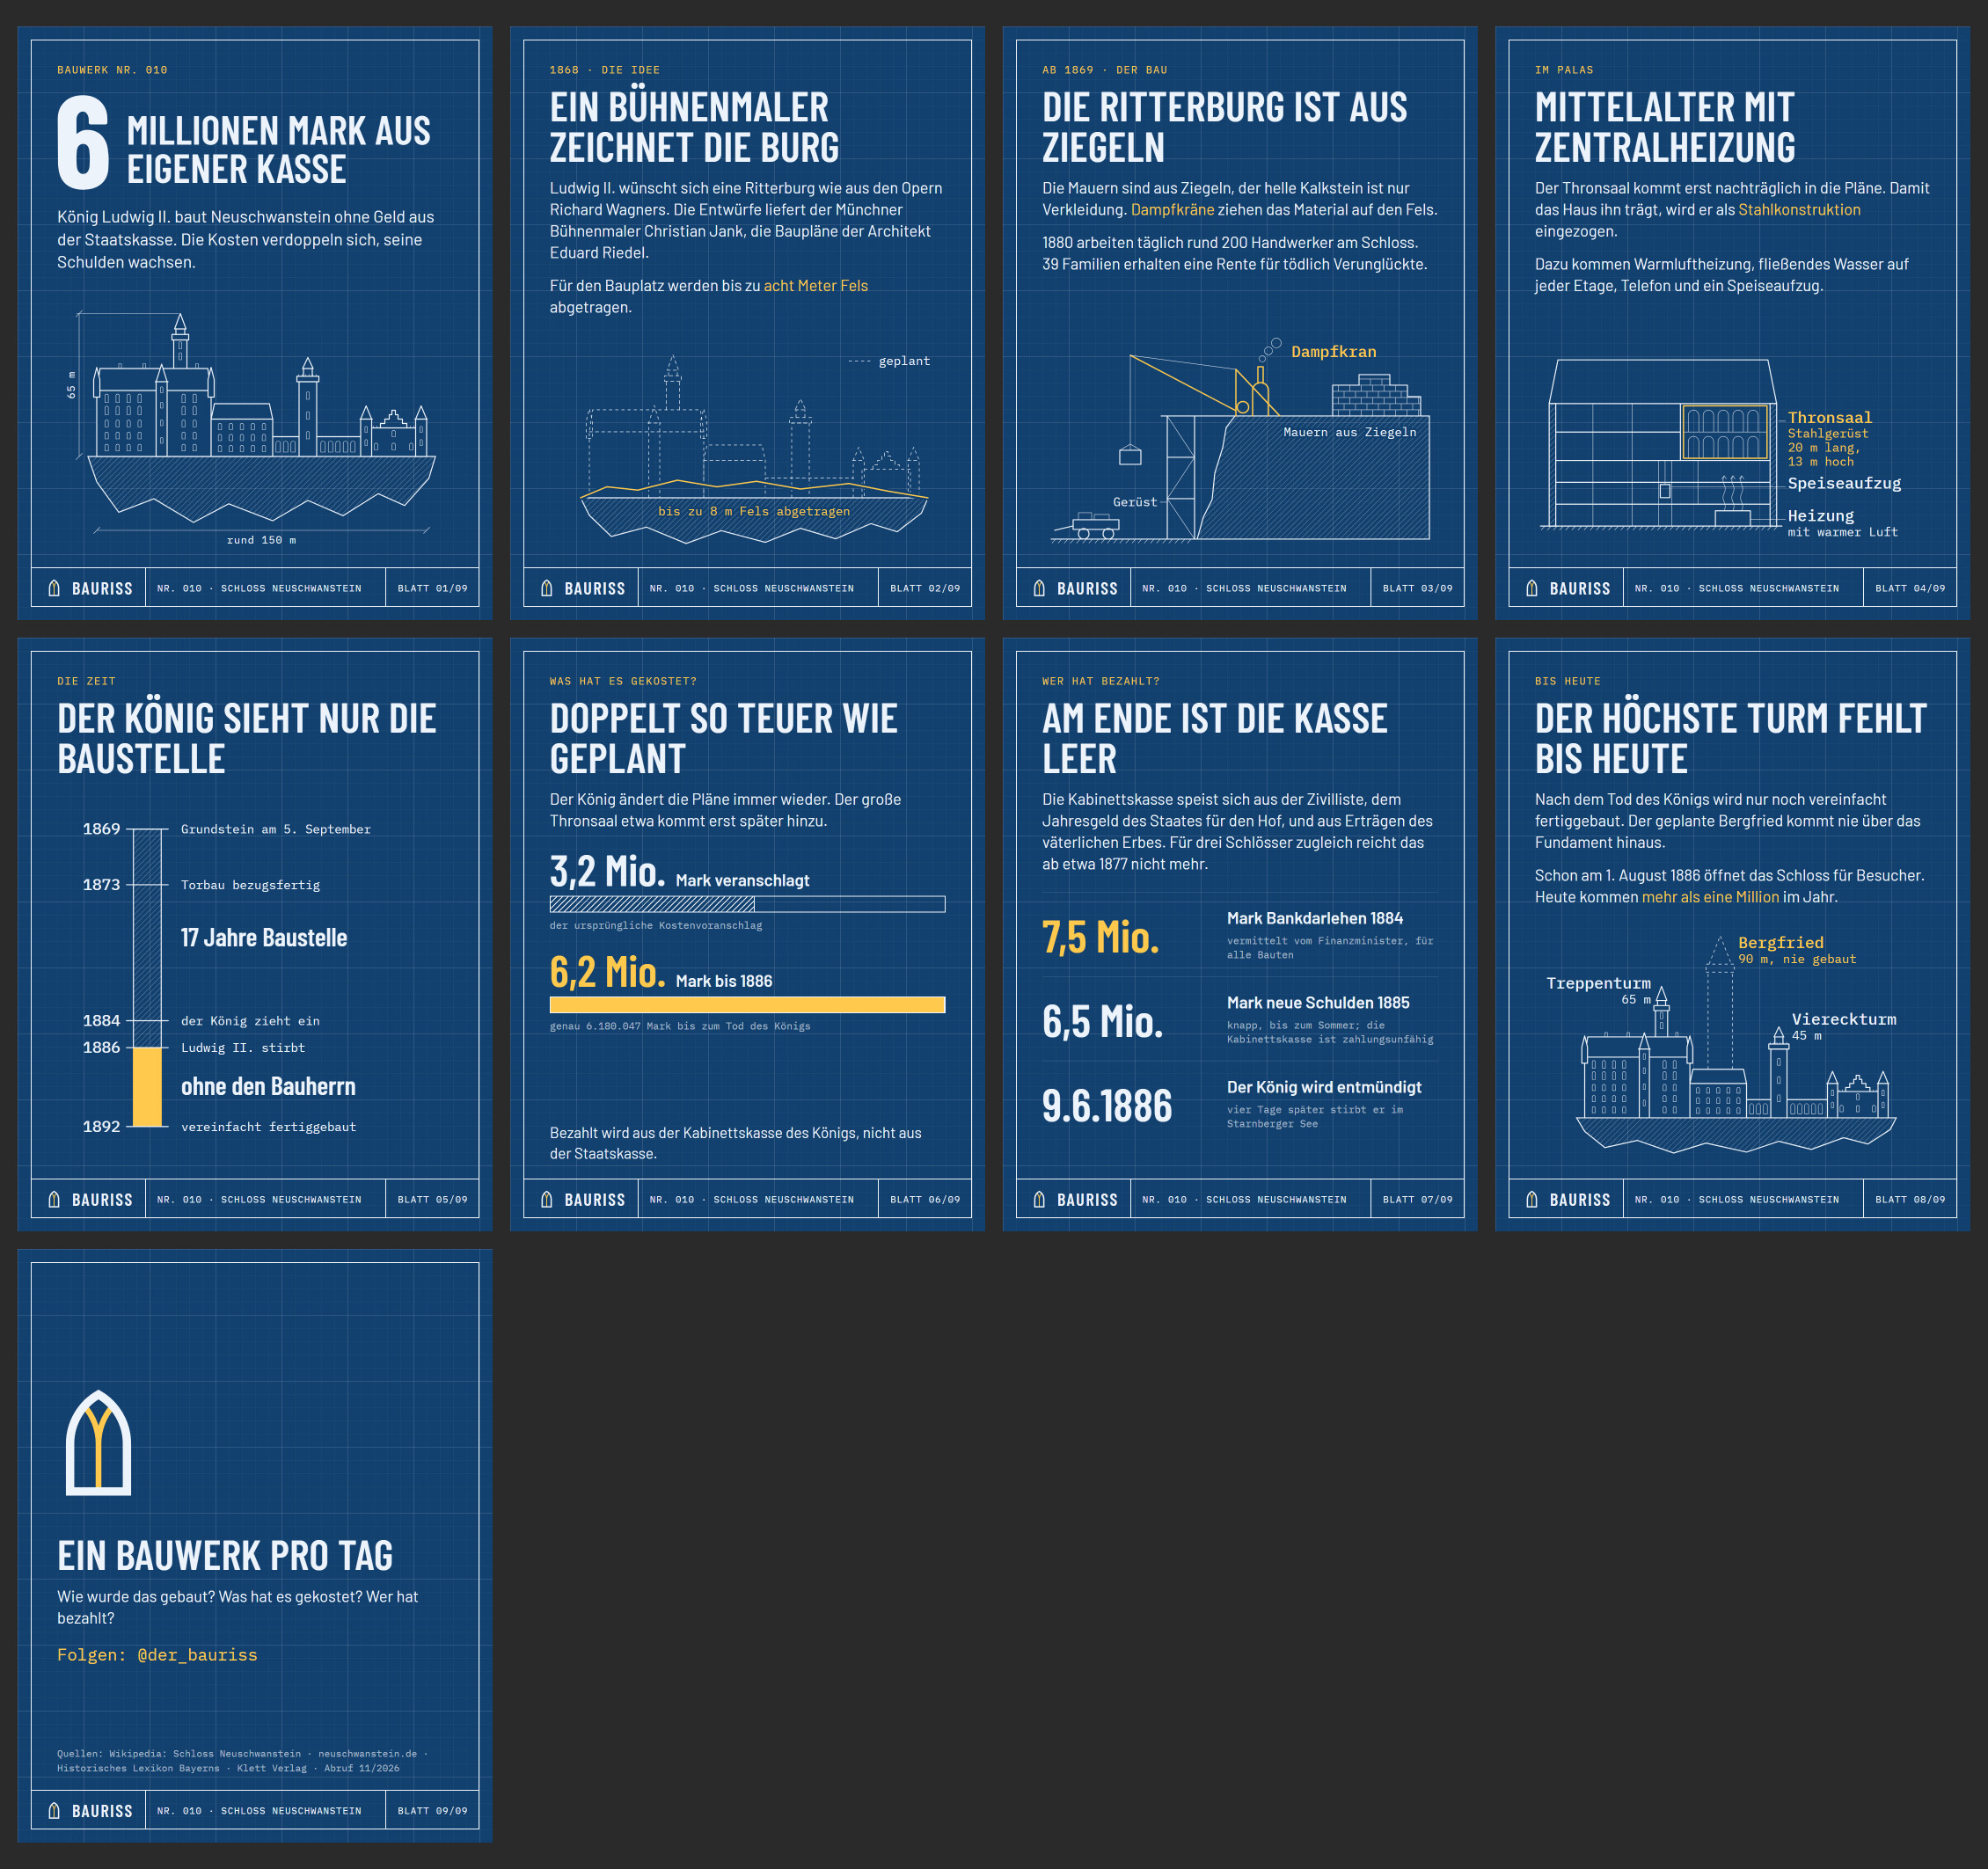 BAUWERK NR. 010
6 MILLIONEN MARK AUS
EIGENER KASSE
König Ludwig II. baut Neuschwanstein ohne Geld aus
der Staatskasse. Die Kosten verdoppeln sich, seine
Schulden wachsen.
65 m
rund 150 m
BAURISS
NR. 010 · SCHLOSS NEUSCHWANSTEIN
BLATT 01/09
1868 · DIE IDEE
EIN BÜHNENMALER
ZEICHNET DIE BURG
Ludwig II. wünscht sich eine Ritterburg wie aus den Opern
Richard Wagners. Die Entwürfe liefert der Münchner
Bühnenmaler Christian Jank, die Baupläne der Architekt
Eduard Riedel.
Für den Bauplatz werden bis zu acht Meter Fels
abgetragen.
geplant
bis zu 8 m Fels abgetragen
BAURISS
NR. 010 · SCHLOSS NEUSCHWANSTEIN
BLATT 02/09
AB 1869 · DER BAU
DIE RITTERBURG IST AUS
ZIEGELN
Die Mauern sind aus Ziegeln, der helle Kalkstein ist nur
Verkleidung. Dampfkräne ziehen das Material auf den Fels.
1880 arbeiten täglich rund 200 Handwerker am Schloss.
39 Familien erhalten eine Rente für tödlich Verunglückte.
Dampfkran
Mauern aus Ziegeln
Gerüst
BAURISS
NR. 010 · SCHLOSS NEUSCHWANSTEIN
BLATT 03/09
IM PALAS
MITTELALTER MIT
ZENTRALHEIZUNG
Der Thronsaal kommt erst nachträglich in die Pläne. Damit
das Haus ihn trägt, wird er als Stahlkonstruktion
eingezogen.
Dazu kommen Warmluftheizung, fließendes Wasser auf
jeder Etage, Telefon und ein Speiseaufzug.
Thronsaal
Stahlgerüst
20 m lang,
13 m hoch
Speiseaufzug
Heizung
mit warmer Luft
BAURISS
NR. 010 · SCHLOSS NEUSCHWANSTEIN
BLATT 04/09
DIE ZEIT
DER KÖNIG SIEHT NUR DIE
BAUSTELLE
1869 Grundstein am 5. September
1873 Torbau bezugsfertig
17 Jahre Baustelle
1884 der König zieht ein
1886 Ludwig II. stirbt
ohne den Bauherrn
1892 vereinfacht fertiggebaut
BAURISS
NR. 010 · SCHLOSS NEUSCHWANSTEIN
BLATT 05/09
WAS HAT ES GEKOSTET?
DOPPELT SO TEUER WIE
GEPLANT
Der König ändert die Pläne immer wieder. Der große
Thronsaal etwa kommt erst später hinzu.
3,2 Mio. Mark veranschlagt
der ursprüngliche Kostenvoranschlag
6,2 Mio. Mark bis 1886
genau 6.180.047 Mark bis zum Tod des Königs
Bezahlt wird aus der Kabinettskasse des Königs, nicht aus
der Staatskasse.
BAURISS
NR. 010 · SCHLOSS NEUSCHWANSTEIN
BLATT 06/09
WER HAT BEZAHLT?
AM ENDE IST DIE KASSE
LEER
Die Kabinettskasse speist sich aus der Zivilliste, dem
Jahresgeld des Staates für den Hof, und aus Erträgen des
väterlichen Erbes. Für drei Schlösser zugleich reicht das
ab etwa 1877 nicht mehr.
7,5 Mio.
Mark Bankdarlehen 1884
vermittelt vom Finanzminister, für
alle Bauten
6,5 Mio.
Mark neue Schulden 1885
knapp, bis zum Sommer; die
Kabinettskasse ist zahlungsunfähig
9.6.1886
Der König wird entmündigt
vier Tage später stirbt er im
Starnberger See
BAURISS
NR. 010 · SCHLOSS NEUSCHWANSTEIN
BLATT 07/09
BIS HEUTE
DER HÖCHSTE TURM FEHLT
BIS HEUTE
Nach dem Tod des Königs wird nur noch vereinfacht
fertiggebaut. Der geplante Bergfried kommt nie über das
Fundament hinaus.
Schon am 1. August 1886 öffnet das Schloss für Besucher.
Heute kommen mehr als eine Million im Jahr.
Bergfried
90 m, nie gebaut
Treppenturm
65 m
Viereckturm
45 m
BAURISS
NR. 010 · SCHLOSS NEUSCHWANSTEIN
BLATT 08/09
EIN BAUWERK PRO TAG
Wie wurde das gebaut? Was hat es gekostet? Wer hat
bezahlt?
Folgen: @der_bauriss
Quellen: Wikipedia: Schloss Neuschwanstein · neuschwanstein.de ·
Historisches Lexikon Bayerns · Klett Verlag · Abruf 11/2026
BAURISS
NR. 010 · SCHLOSS NEUSCHWANSTEIN
BLATT 09/09